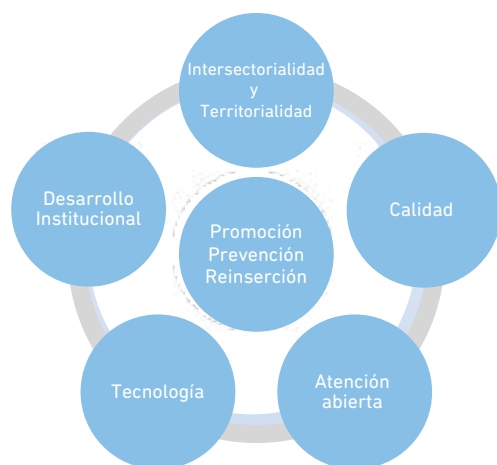 Intersectorialidad
y
Territorialidad
Desarrollo
Institucional
Calidad
Promoción
Prevención
Reinserción
Tecnología
Atención
abierta